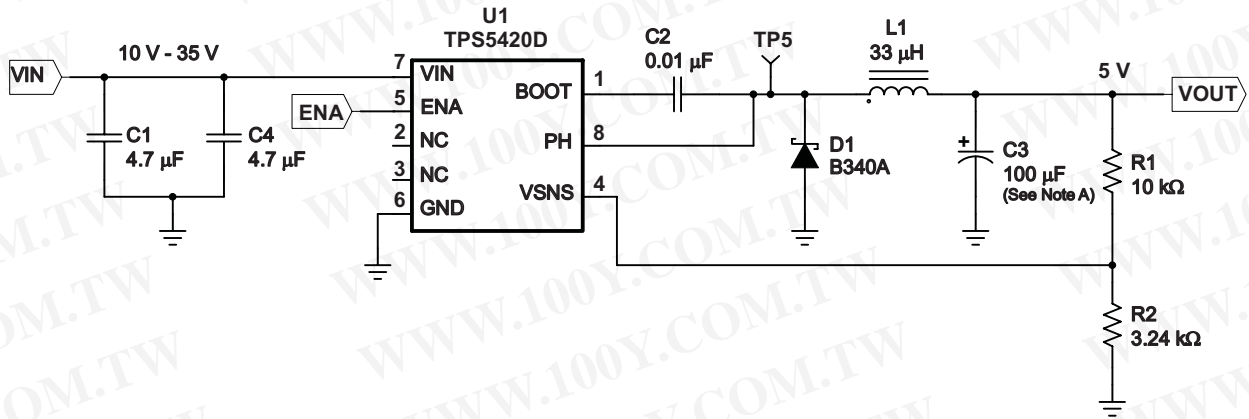 U1
TPS5420D
10 V - 35 V
VIN
C1
4.7 µF
C4
4.7 µF
ENA
7
5
2
3
6
VIN
ENA
NC
NC
GND
BOOT
PH
VSNS
1
8
4
C2
0.01 µF
TP5
L1
33 µH
D1
B340A
5 V
VOUT
+
C3
100 µF
(See Note A)
R1
10 kΩ
R2
3.24 kΩ
WWW.100Y.COM.TW